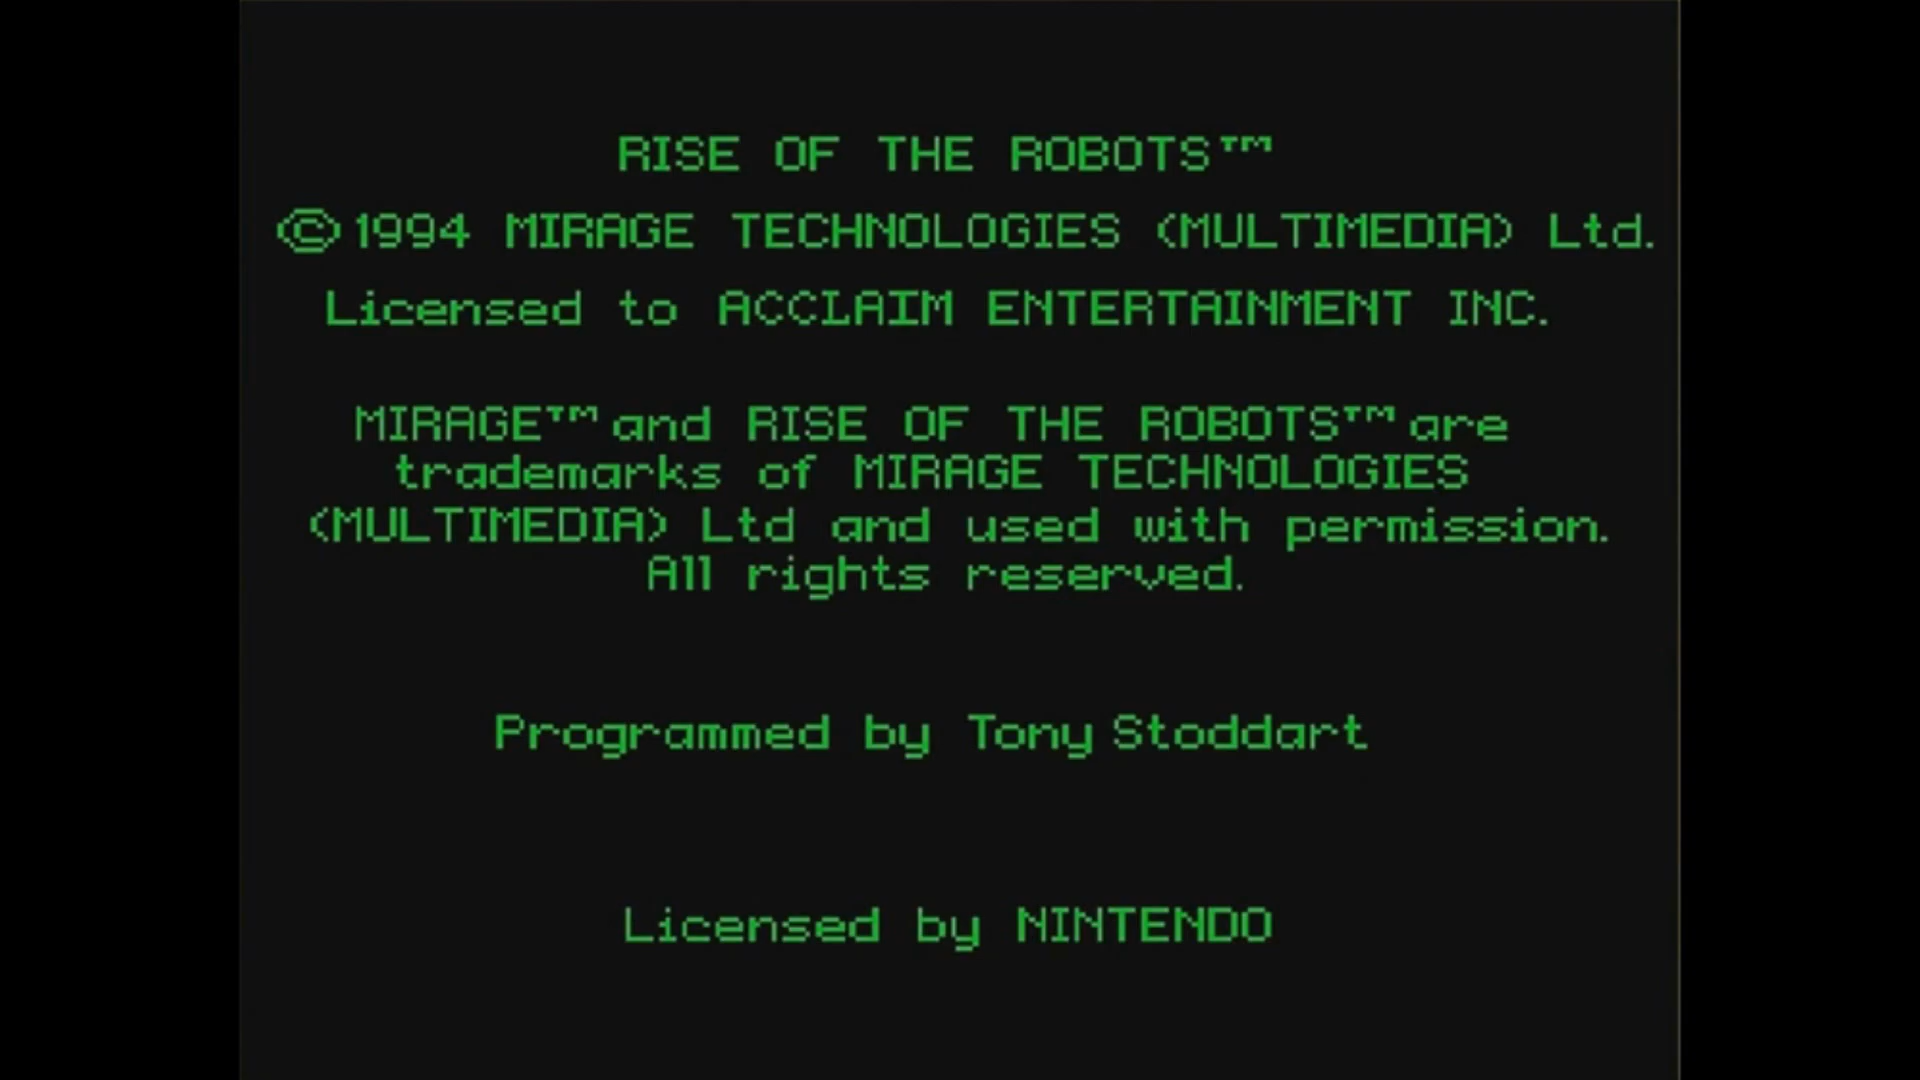 RISE OF THE ROBOTS™
©1994 MIRAGE TECHNOLOGIES (MULTIMEDIA) Ltd.
Licensed to ACCLAIM ENTERTAINMENT INC.
MIRAGE™ and RISE OF THE ROBOTS™ are
trademarks of MIRAGE TECHNOLOGIES
(MULTIMEDIA) Ltd and used with permission.
All rights reserved.
Programmed by Tony Stoddart
Licensed by NINTENDO